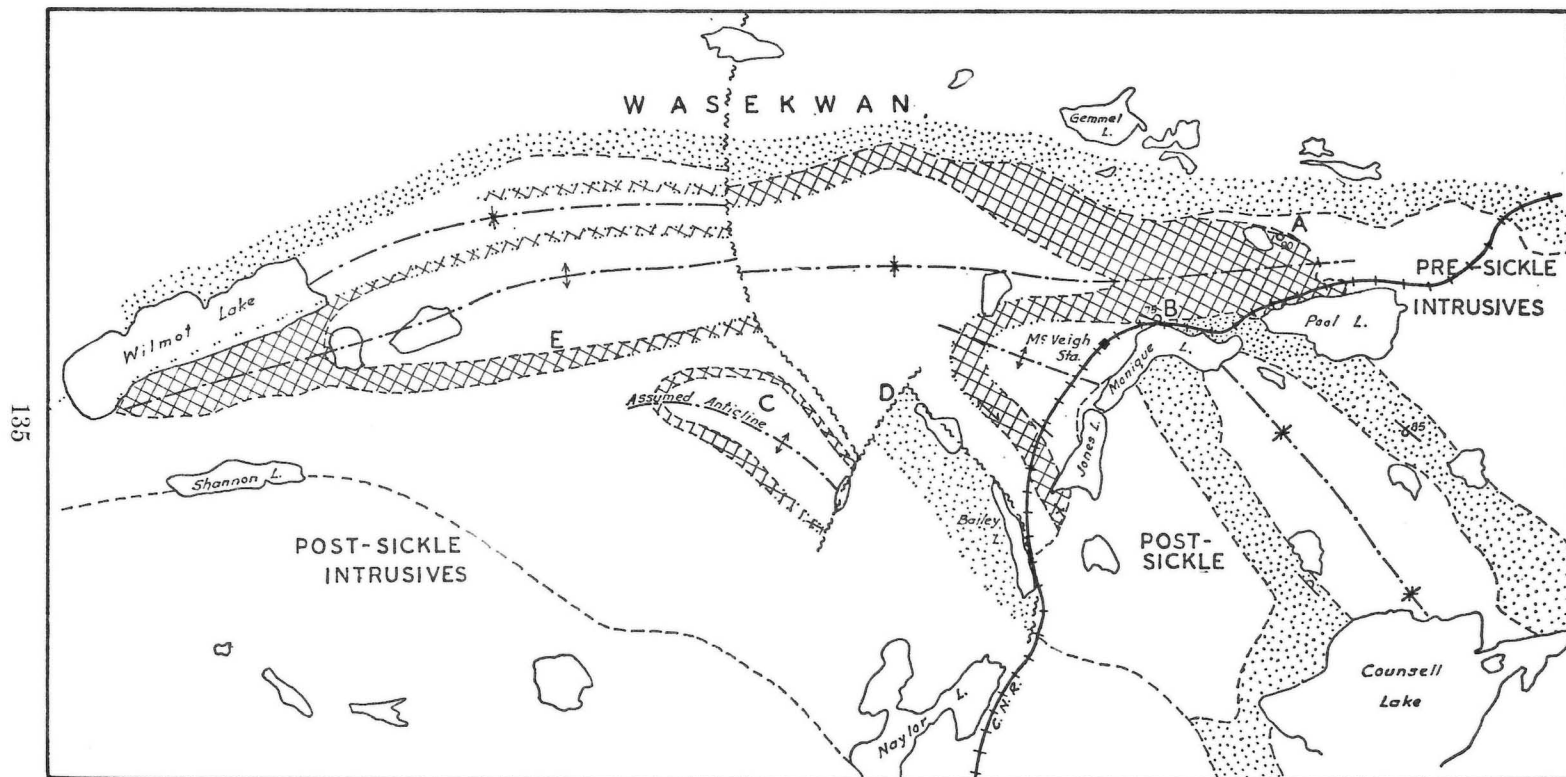 WASEKWAN
Gemmel
L.
A
90
PRE-SICKLE
INTRUSIVES
Wilmot Lake
75
B
Pool L.
McVeigh
Sta.
Monique
L.
E
C
D
Assumed Anticline
135
85
Jones L.
Shannon L.
Bailey
L.
POST-SICKLE
INTRUSIVES
POST-
SICKLE
Counsell
Lake
Naylor
L.
C.N.R.